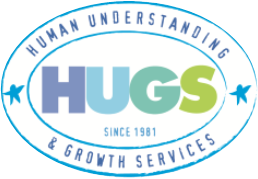 HUMAN UNDERSTANDING
HUGS
SINCE 1981
& GROWTH SERVICES